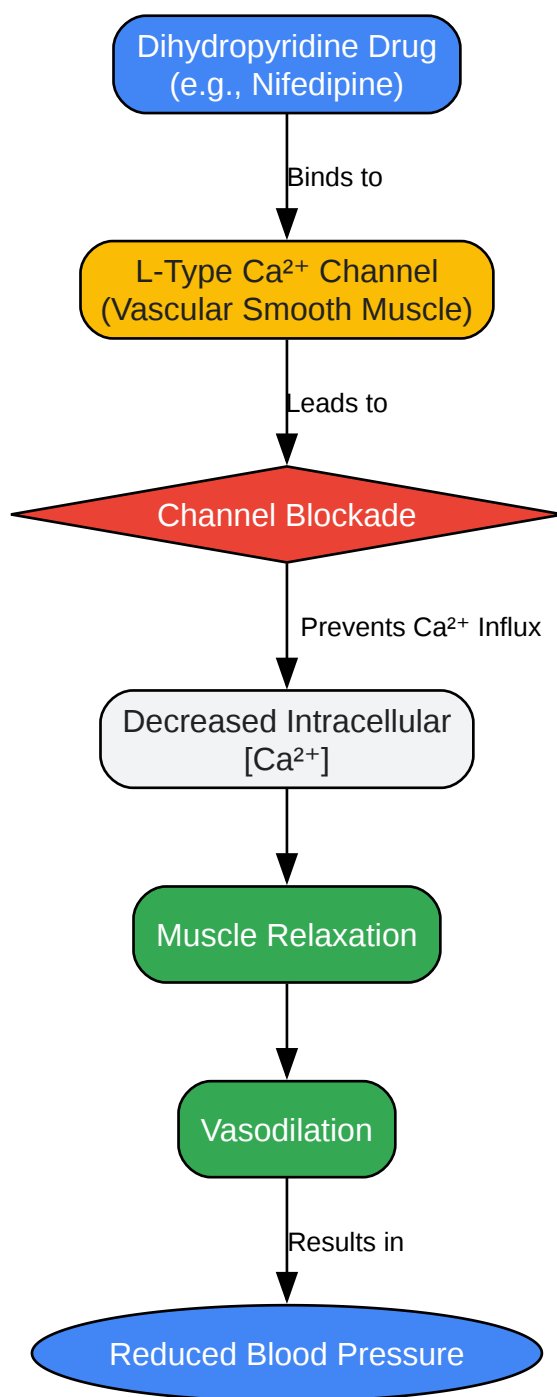 Dihydropyridine Drug
(e.g., Nifedipine)
Binds to
L-Type Ca²⁺ Channel
(Vascular Smooth Muscle)
Leads to
Channel Blockade
Prevents Ca²⁺ Influx
Decreased Intracellular
[Ca²⁺]
Muscle Relaxation
Vasodilation
Results in
Reduced Blood Pressure